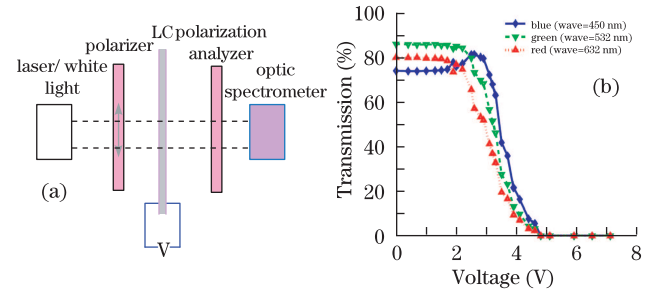 laser/ white
light
polarizer
LC
polarization
analyzer
optic
spectrometer
V
(a)
Transmission (%)
100
80
60
40
20
0
0
2
4
6
8
Voltage (V)
blue (wave=450 nm)
green (wave=532 nm)
red (wave=632 nm)
(b)